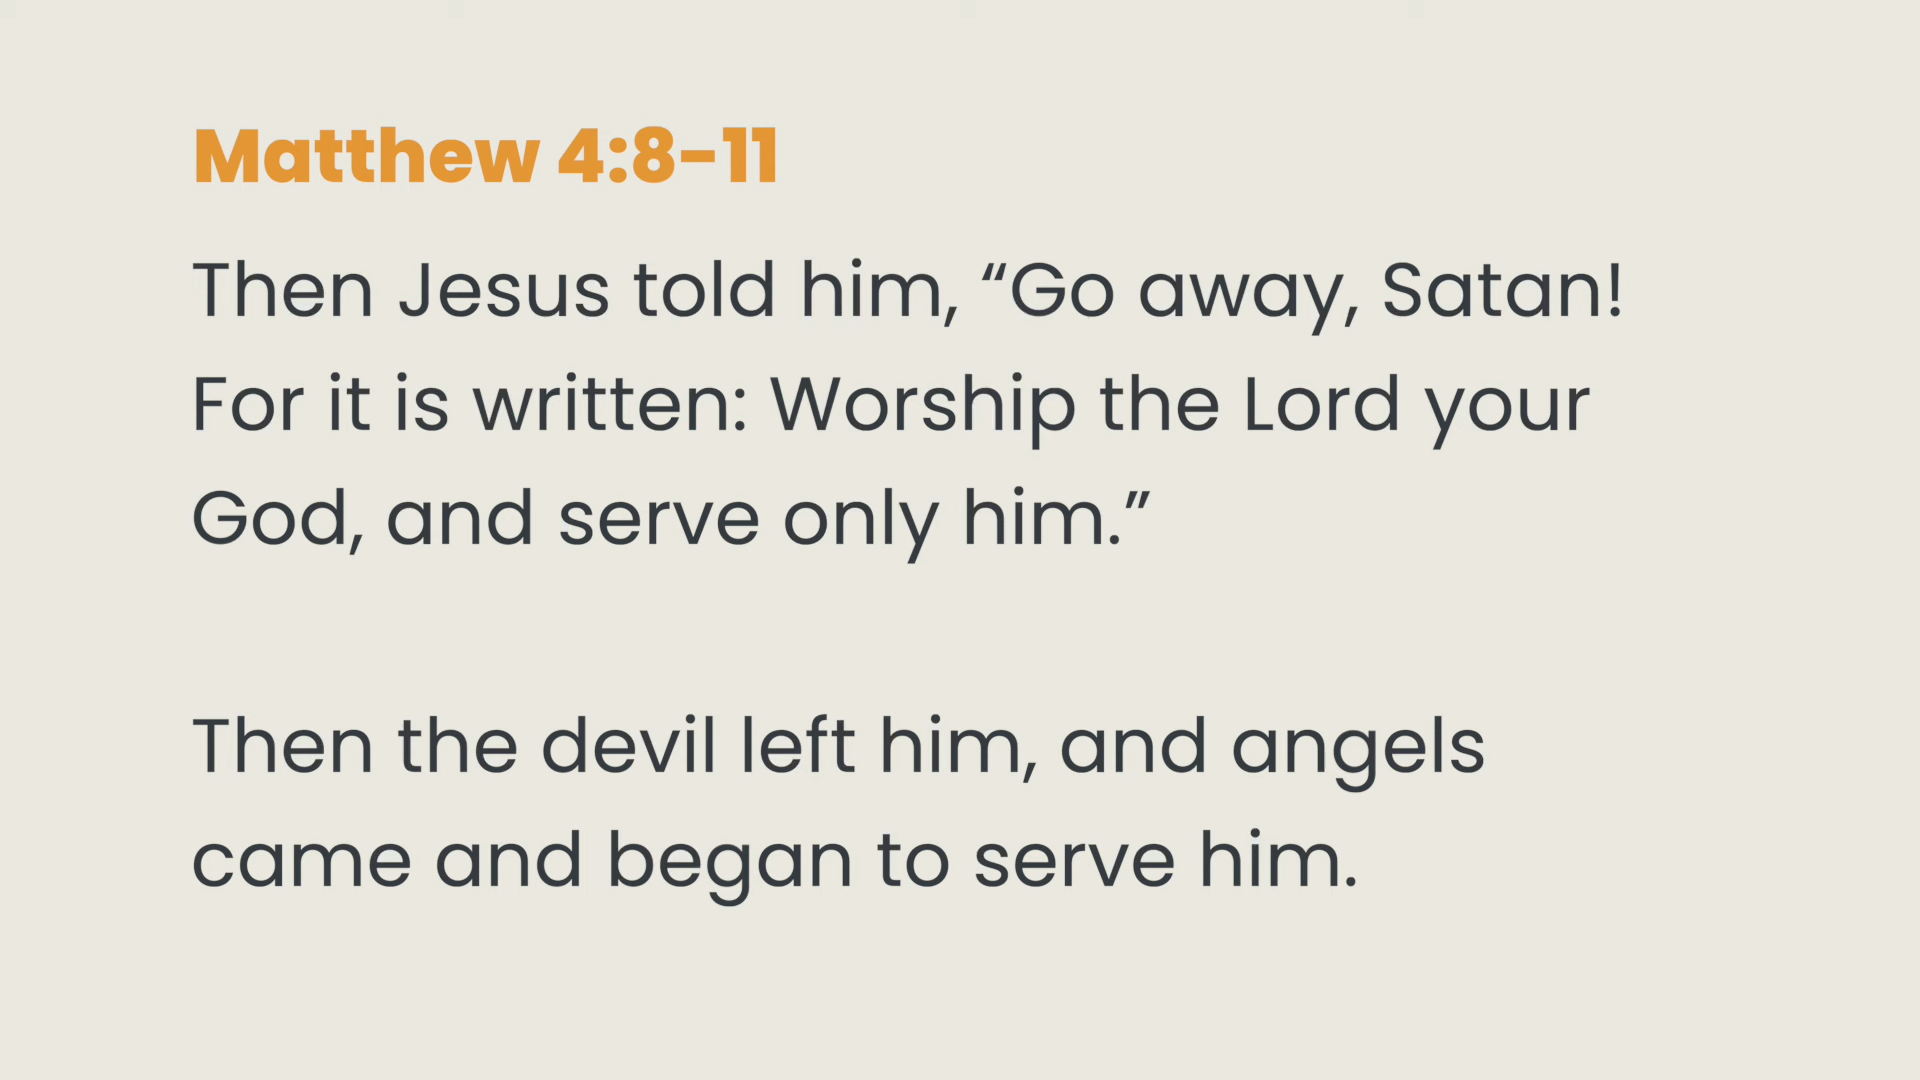 Matthew 4:8-11
Then Jesus told him, “Go away, Satan!
For it is written: Worship the Lord your
God, and serve only him.”
Then the devil left him, and angels
came and began to serve him.